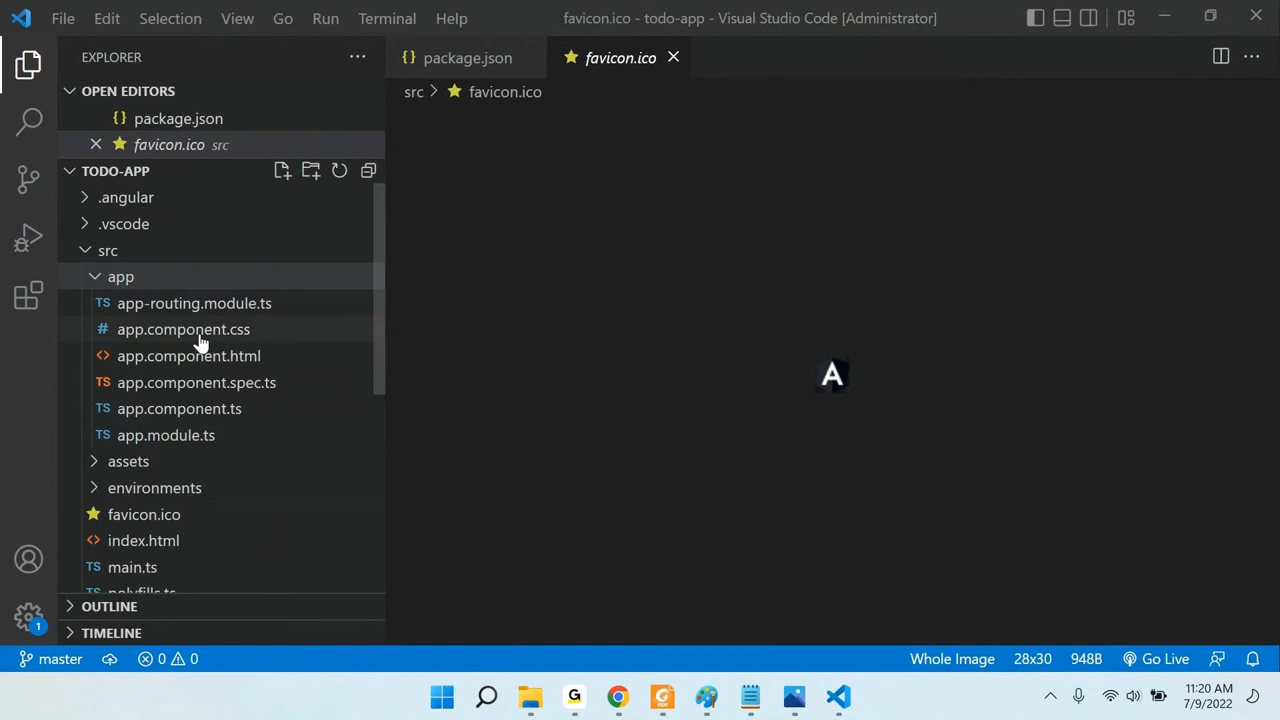 File Edit Selection View Go Run Terminal Help favicon.ico - todo-app - Visual Studio Code [Administrator]
EXPLORER
package.json
favicon.ico
OPEN EDITORS
src
favicon.ico
package.json
favicon.ico src
TODO-APP
.angular
.vscode
src
app
app-routing.module.ts
app.component.css
app.component.html
app.component.spec.ts
app.component.ts
app.module.ts
assets
environments
favicon.ico
index.html
main.ts
polyfills.ts
OUTLINE
TIMELINE
A
master 0 0 Whole Image 28x30 948B Go Live
1
11:20 AM
7/9/2022